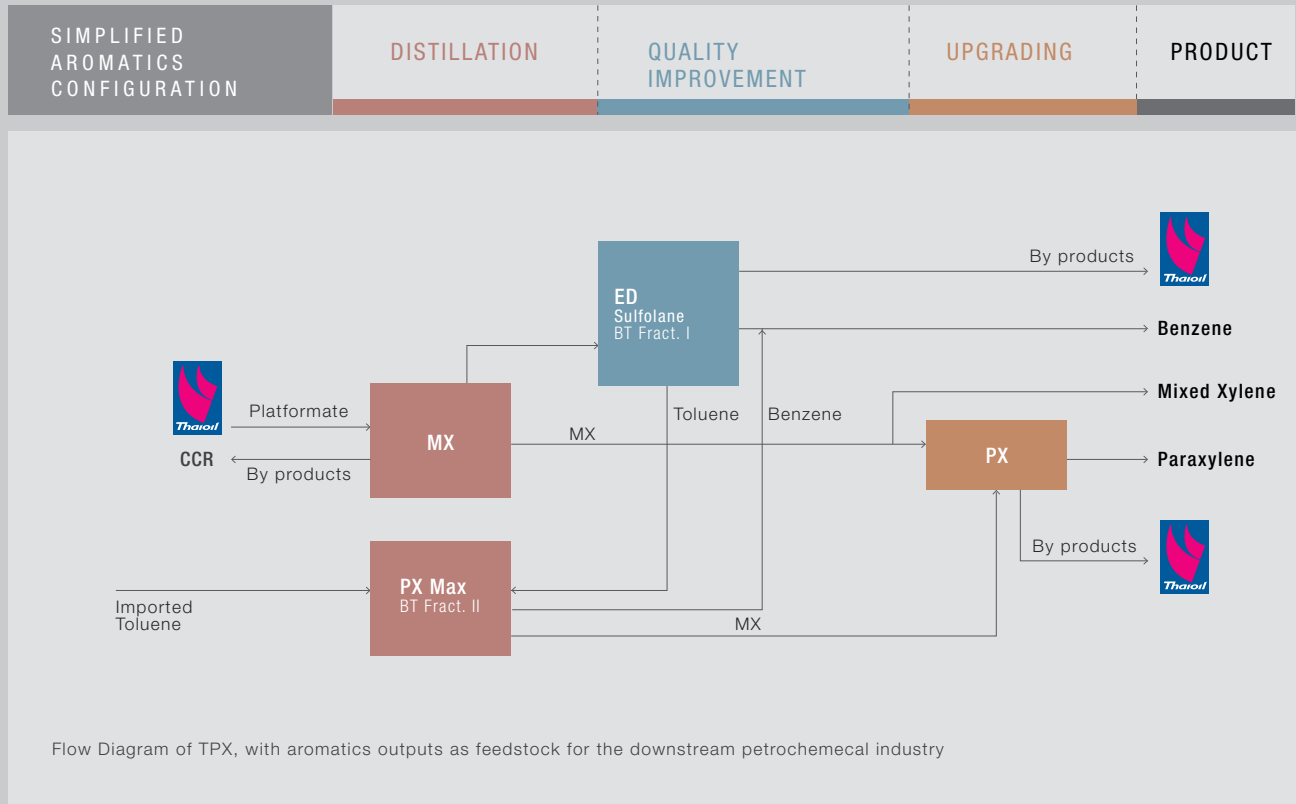 SIMPLIFIED
AROMATICS
CONFIGURATION
DISTILLATION
QUALITY
IMPROVEMENT
UPGRADING
PRODUCT
By products
Thaioil
ED
Sulfolane
BT Fract. I
Benzene
Thaioil
Platformate
CCR
By products
MX
Toluene
Benzene
MX
Mixed Xylene
PX
Paraxylene
By products
Thaioil
Imported
Toluene
PX Max
BT Fract. II
MX
Flow Diagram of TPX, with aromatics outputs as feedstock for the downstream petrochemecal industry